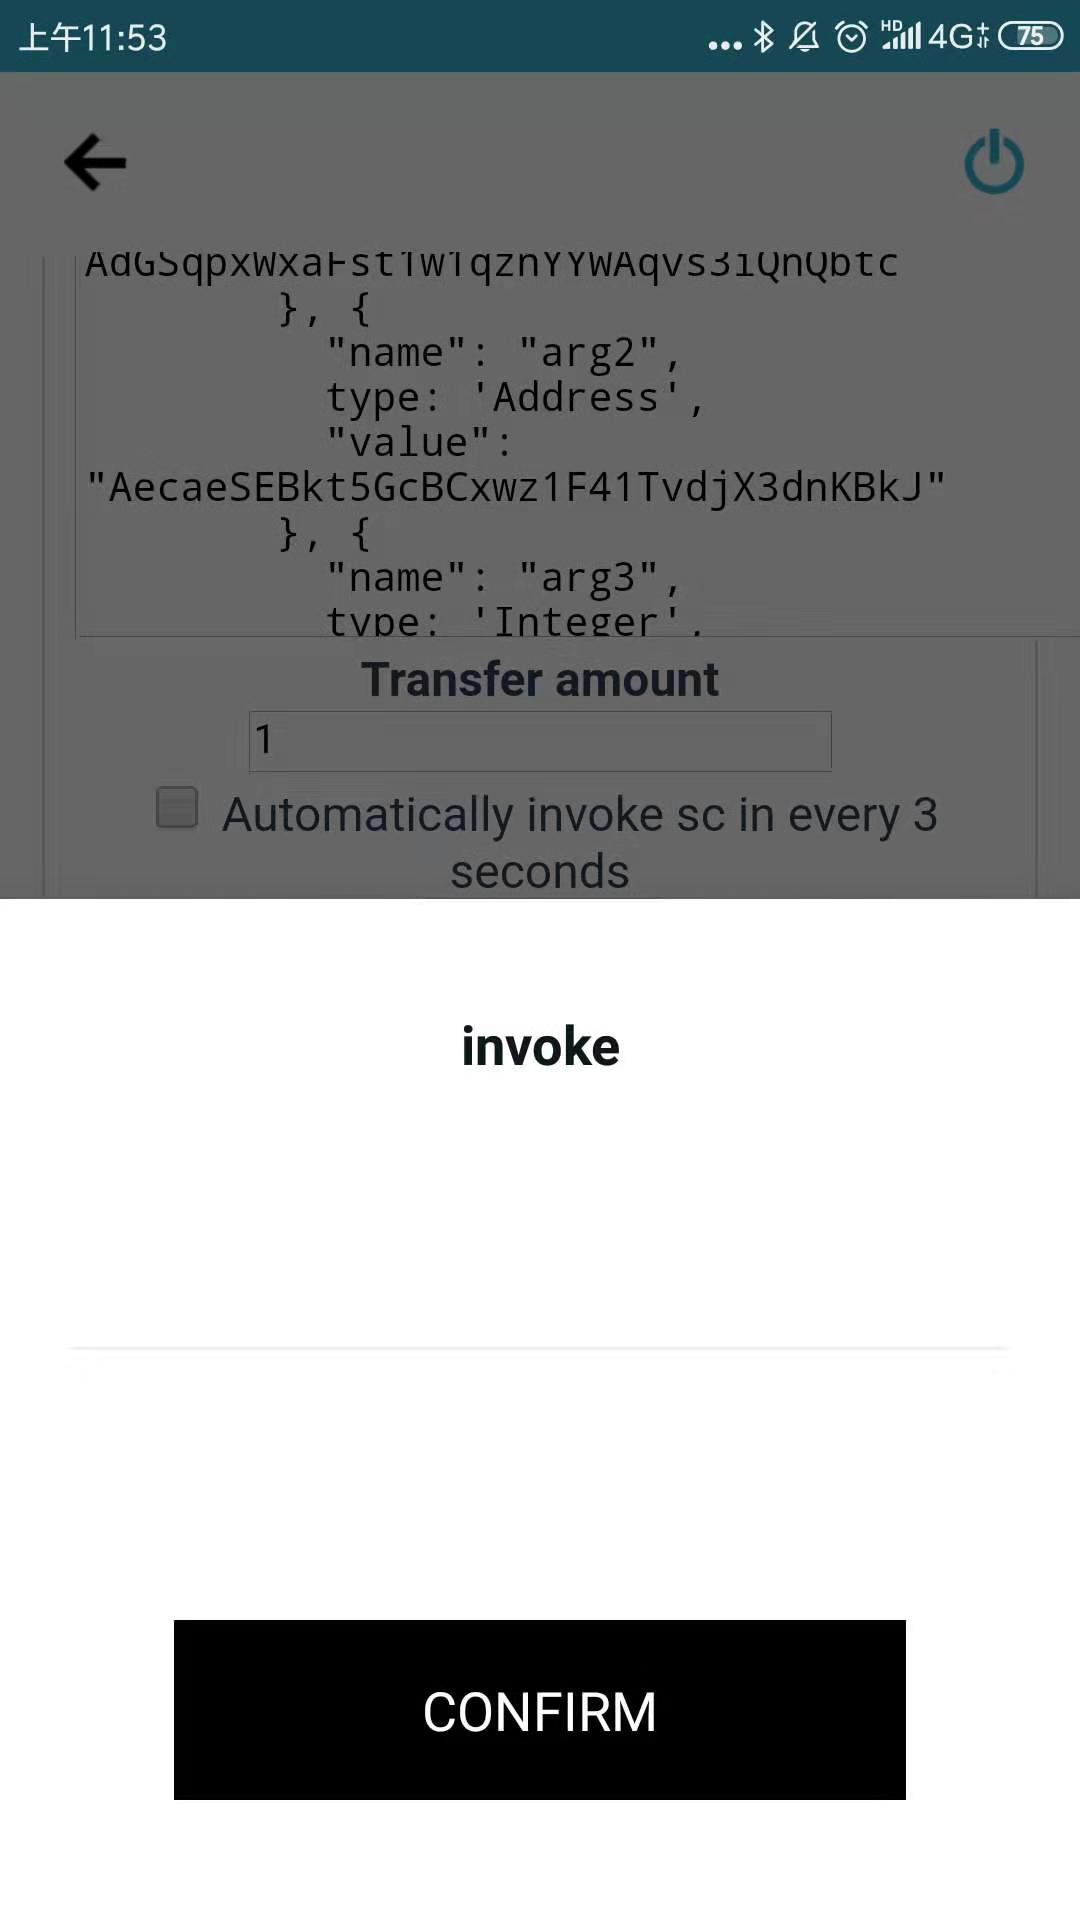 上午11:53
HD 4G 75
}, {
"name": "arg2",
type: 'Address',
"value":
"AecaeSEBkt5GcBCxwz1F41TvdjX3dnKBkJ"
}, {
"name": "arg3",
type: 'Integer',
Transfer amount
1
Automatically invoke sc in every 3
seconds
invoke
CONFIRM